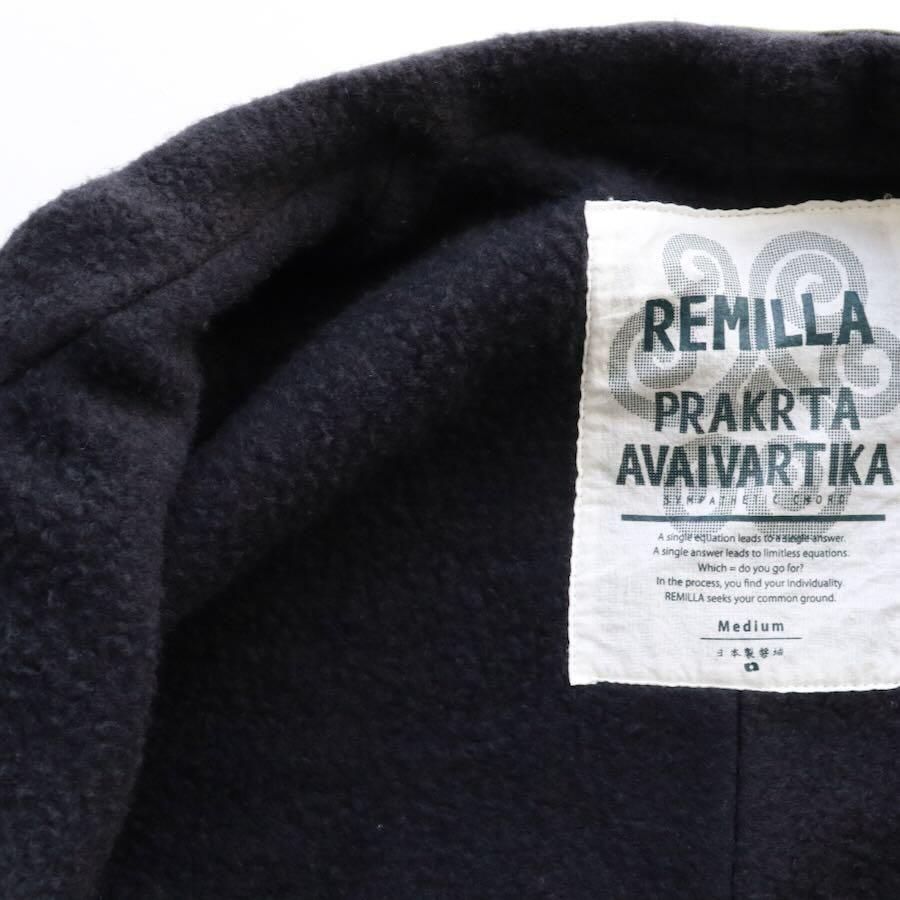 REMILLA
PRAKRTA
AVAIVARTIKA
SYMPATHETIC CHORD
A single equation leads to a single answer.
A single answer leads to limitless equations.
Which = do you go for?
In the process, you find your individuality.
REMILLA seeks your common ground.
Medium
日本製